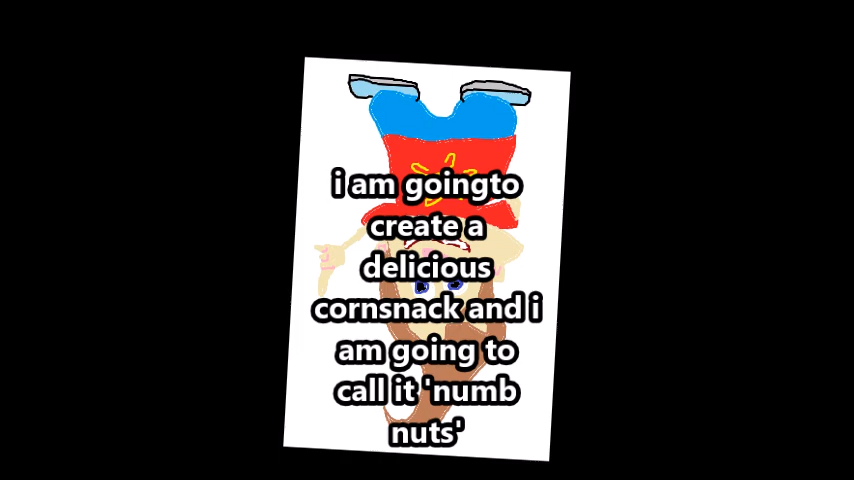 i am goingto
create a
delicious
cornsnack and i
am going to
call it 'numb
nuts'